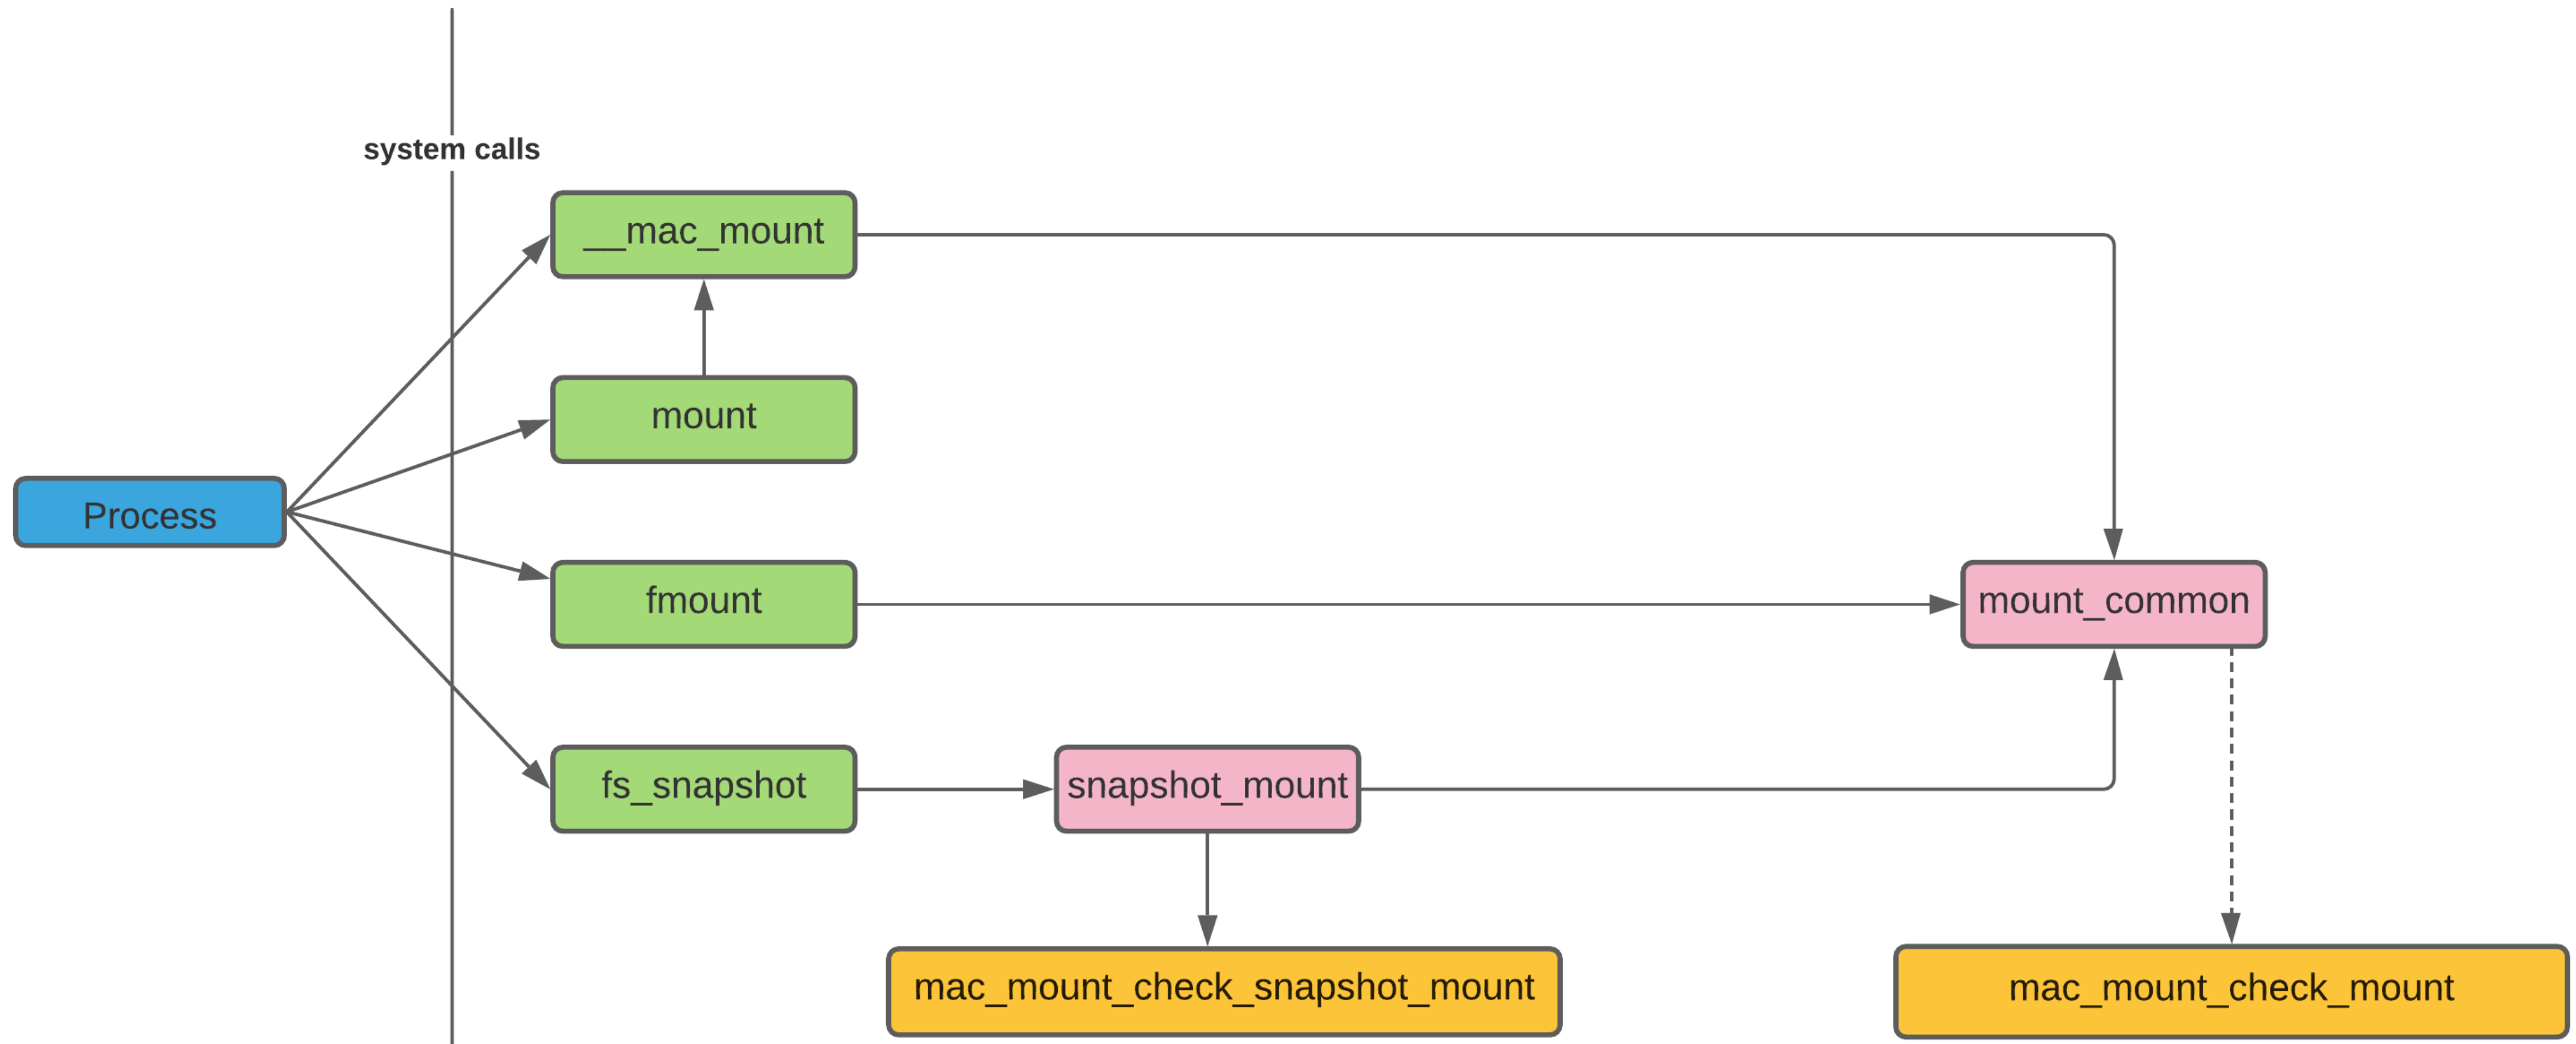 system calls
__mac_mount
mount
Process
fmount
mount_common
fs_snapshot
snapshot_mount
mac_mount_check_snapshot_mount
mac_mount_check_mount